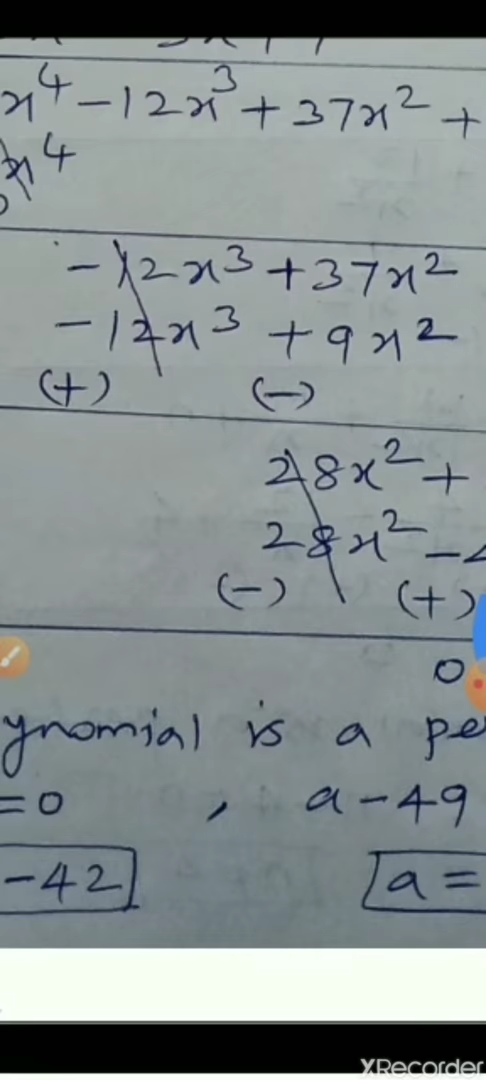 x⁴ - 12x³ + 37x² +
x⁴
- 12x³ + 37x²
- 12x³ + 9x²
(+) (-)
28x² +
28x² -
(-) (+)
0
ynomial is a pe
= 0 , a - 49
-42 a =
XRecorder